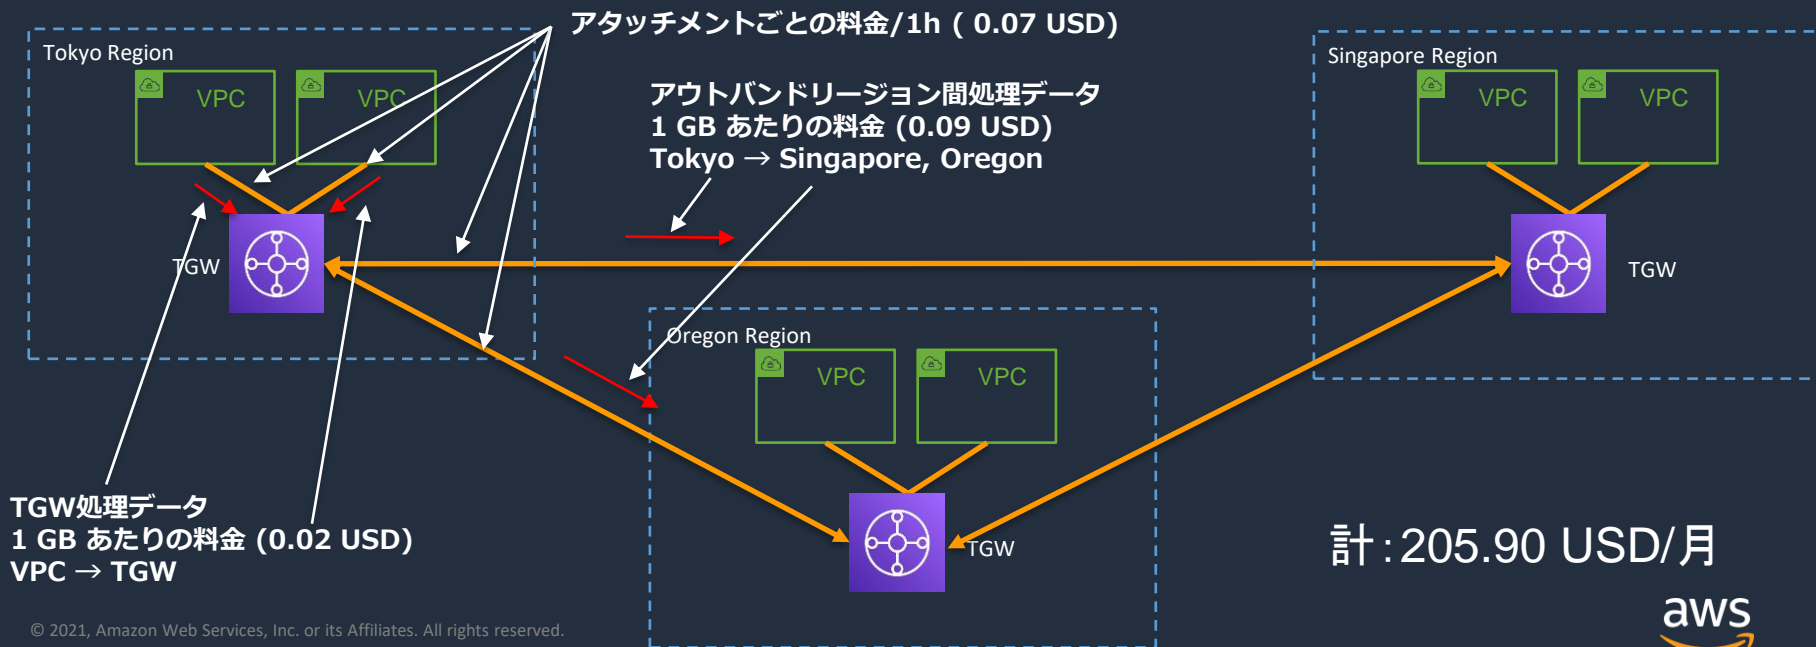 アタッチメントごとの料金/1h ( 0.07 USD)
Tokyo Region
VPC
VPC
TGW
アウトバンドリージョン間処理データ
1 GB あたりの料金 (0.09 USD)
Tokyo → Singapore, Oregon
Singapore Region
VPC
VPC
TGW
Oregon Region
VPC
VPC
TGW
TGW処理データ
1 GB あたりの料金 (0.02 USD)
VPC → TGW
計：205.90 USD/月
© 2021, Amazon Web Services, Inc. or its Affiliates. All rights reserved.
aws